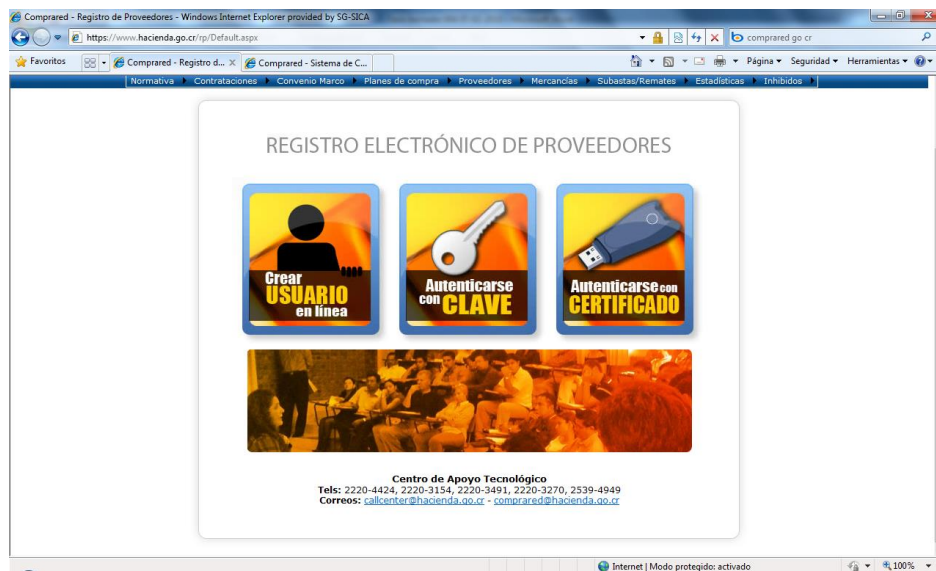 Comprared - Registro de Proveedores - Windows Internet Explorer provided by SG-SICA
https://www.hacienda.go.cr/rp/Default.aspx
comprared go cr
Favoritos
Comprared - Registro d...
Comprared - Sistema de C...
Página
Seguridad
Herramientas
Normativa Contrataciones Convenio Marco Planes de compra Proveedores Mercancías Subastas/Remates Estadísticas Inhibidos
REGISTRO ELECTRÓNICO DE PROVEEDORES
Crear
USUARIO
en línea
Autenticarse
con CLAVE
Autenticarse con
CERTIFICADO
Centro de Apoyo Tecnológico
Tels: 2220-4424, 2220-3154, 2220-3491, 2220-3270, 2539-4949
Correos: callcenter@hacienda.go.cr - comprared@hacienda.go.cr
Internet | Modo protegido: activado
100%